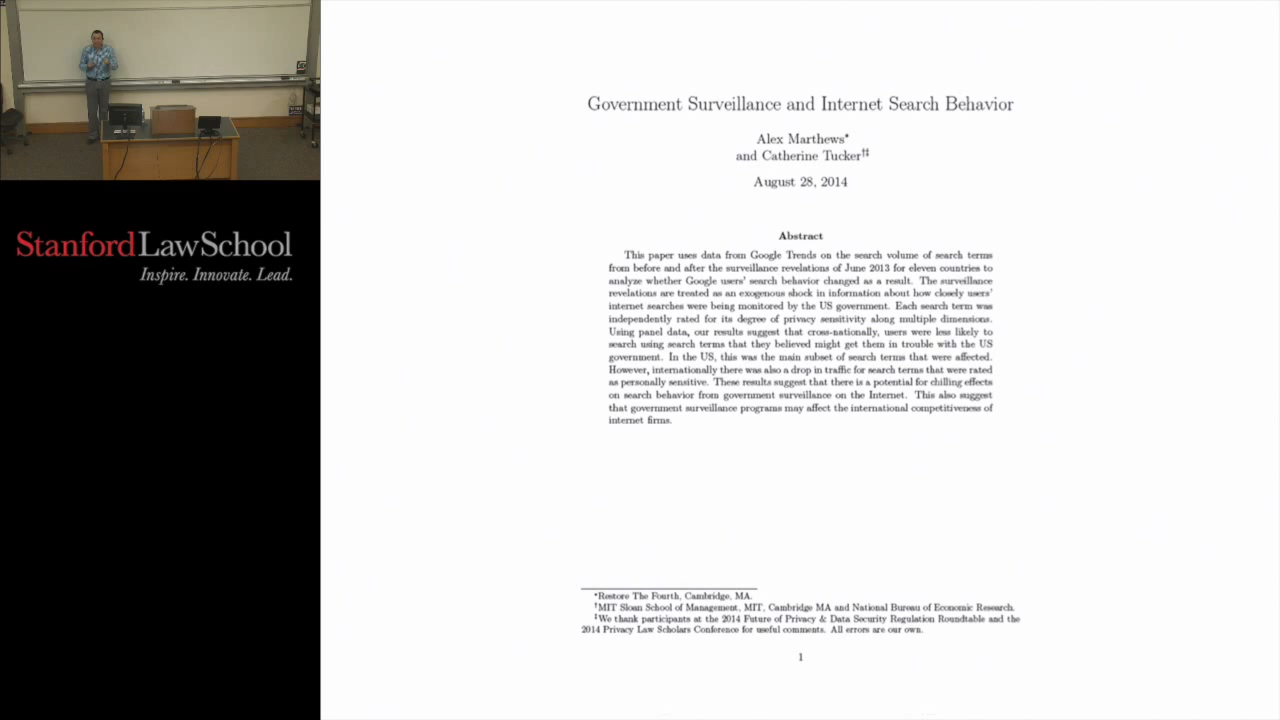 StanfordLawSchool
Inspire. Innovate. Lead.
Government Surveillance and Internet Search Behavior
Alex Marthews*
and Catherine Tucker†‡
August 28, 2014
Abstract
This paper uses data from Google Trends on the search volume of search terms
from before and after the surveillance revelations of June 2013 for eleven countries to
analyze whether Google users' search behavior changed as a result. The surveillance
revelations are treated as an exogenous shock in information about how closely users'
internet searches were being monitored by the US government. Each search term was
independently rated for its degree of privacy sensitivity along multiple dimensions.
Using panel data, our results suggest that cross-nationally, users were less likely to
search using search terms that they believed might get them in trouble with the US
government. In the US, this was the main subset of search terms that were affected.
However, internationally there was also a drop in traffic for search terms that were rated
as personally sensitive. These results suggest that there is a potential for chilling effects
on search behavior from government surveillance on the Internet. This also suggest
that government surveillance programs may affect the international competitiveness of
internet firms.
*Restore The Fourth, Cambridge, MA.
†MIT Sloan School of Management, MIT, Cambridge MA and National Bureau of Economic Research.
‡We thank participants at the 2014 Future of Privacy & Data Security Regulation Roundtable and the
2014 Privacy Law Scholars Conference for useful comments. All errors are our own.
1